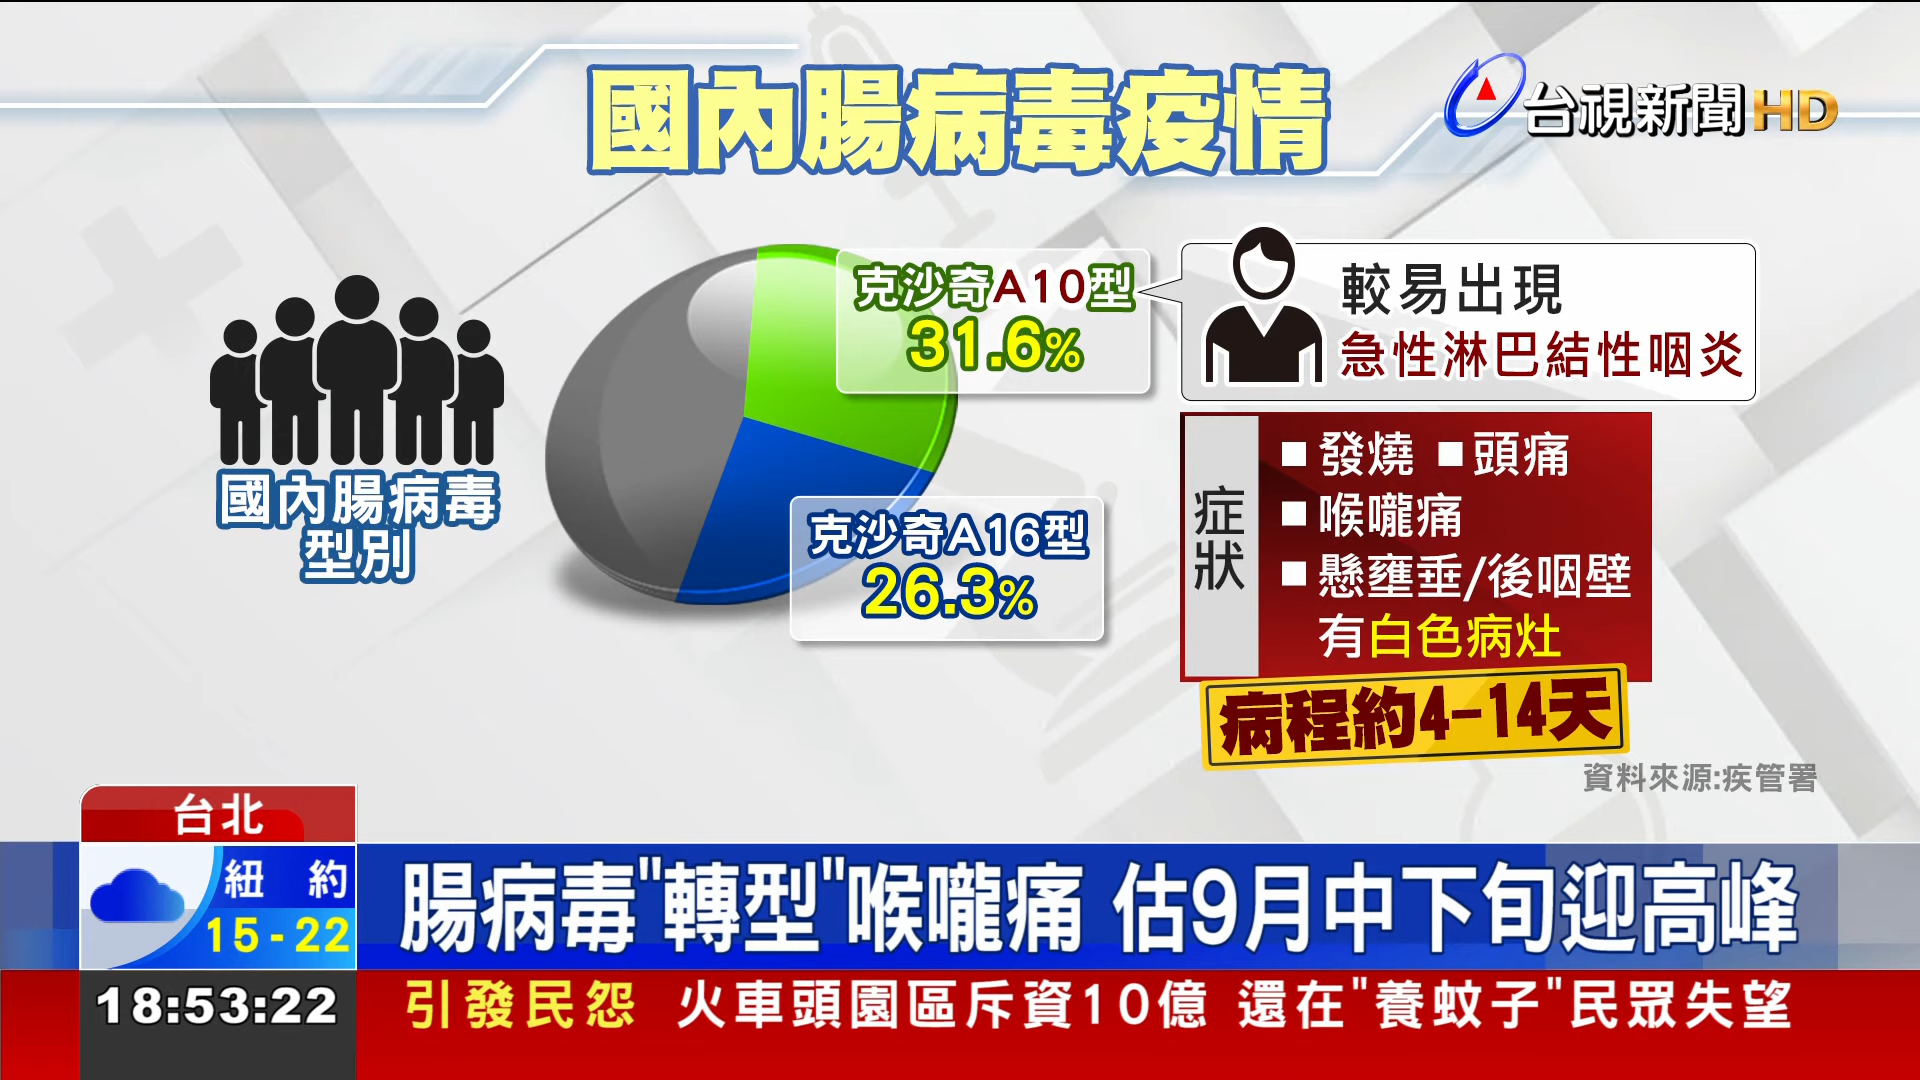 國內腸病毒疫情
台視新聞HD
克沙奇A10型
31.6%
較易出現
急性淋巴結性咽炎
國內腸病毒
型別
克沙奇A16型
26.3%
症狀
■發燒 ■頭痛
■喉嚨痛
■懸壅垂/後咽壁
有白色病灶
病程約4-14天
資料來源:疾管署
台北
紐約
15-22
腸病毒"轉型"喉嚨痛 估9月中下旬迎高峰
18:53:22
引發民怨 火車頭園區斥資10億 還在"養蚊子"民眾失望